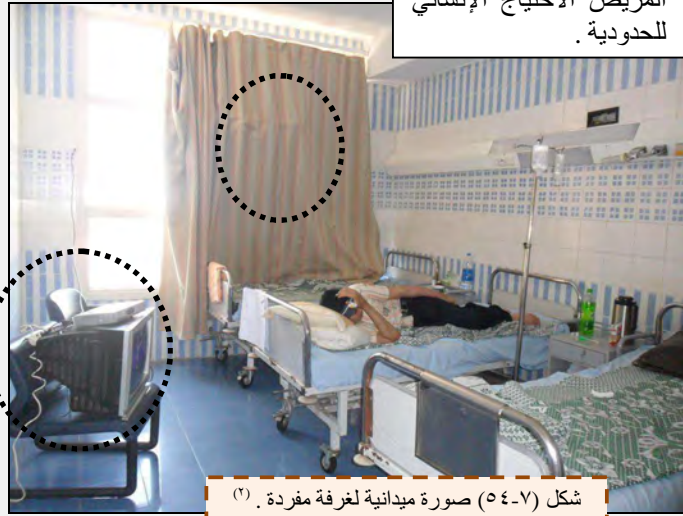 المريض الاحتياج الإنساني
للحدودية .
شكل (٧-٥٤) صورة ميدانية لغرفة مفردة . (٢)